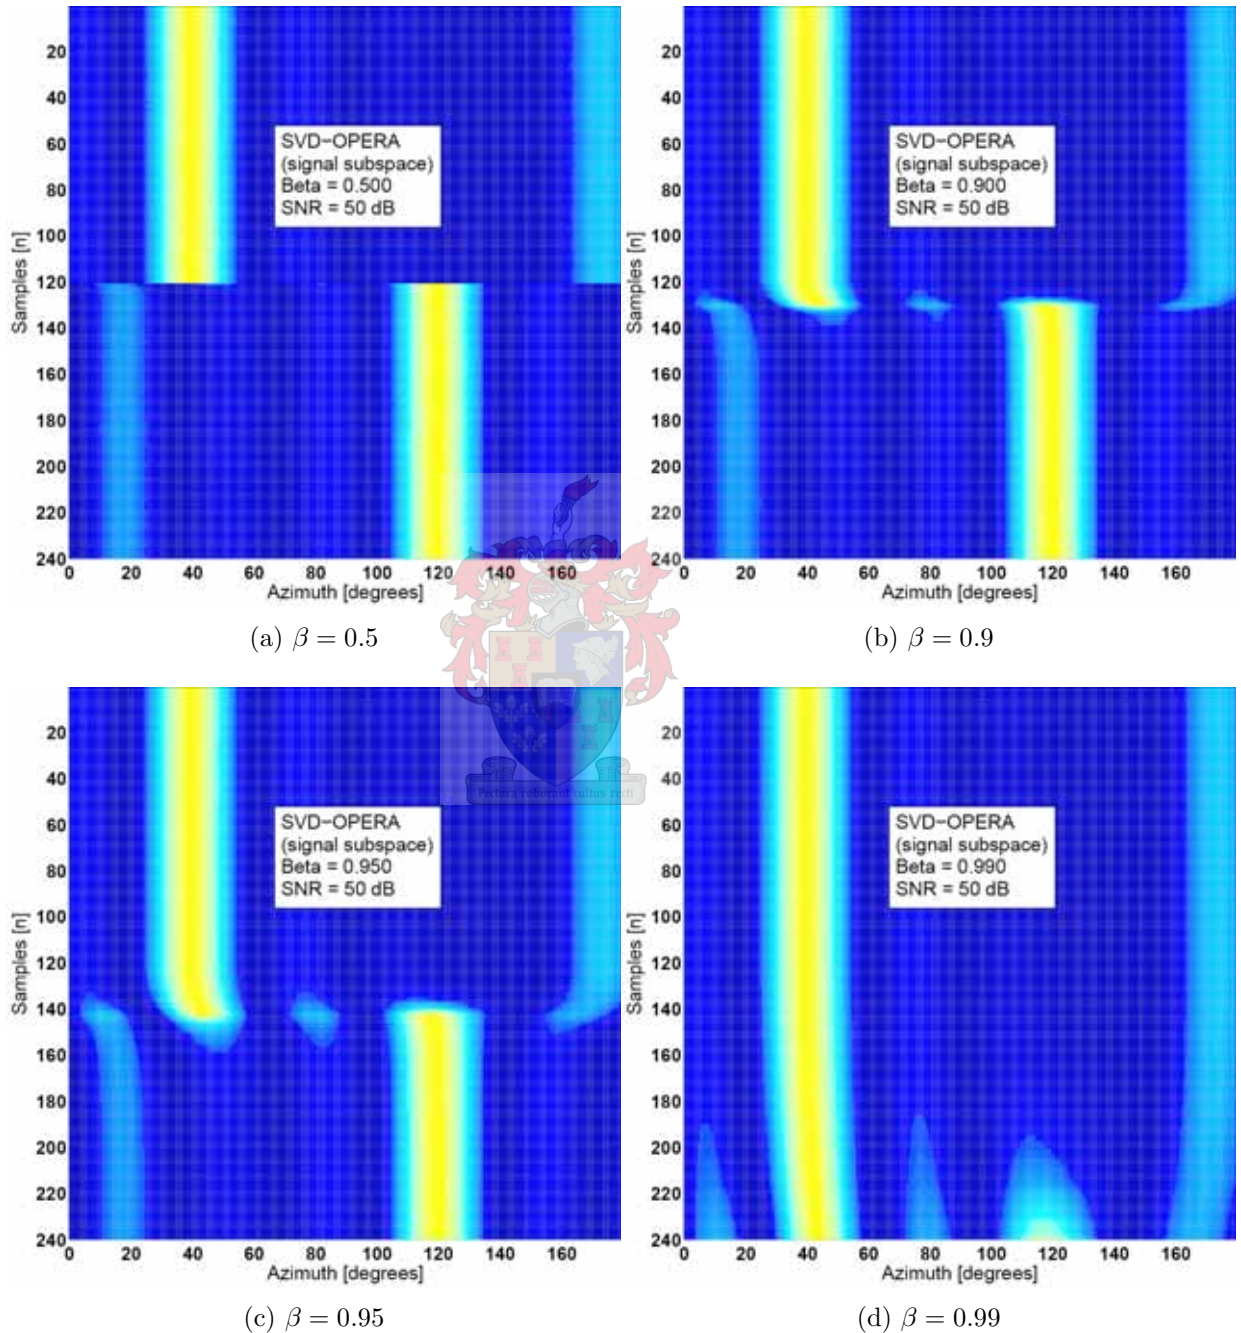 20
40
60
80
100
120
140
160
180
200
220
240
0 20 40 60 80 100 120 140 160
Samples [n]
Azimuth [degrees]
SVD−OPERA
(signal subspace)
Beta = 0.500
SNR = 50 dB
(a) β = 0.5
20
40
60
80
100
120
140
160
180
200
220
240
0 20 40 60 80 100 120 140 160
Samples [n]
Azimuth [degrees]
SVD−OPERA
(signal subspace)
Beta = 0.900
SNR = 50 dB
(b) β = 0.9
20
40
60
80
100
120
140
160
180
200
220
240
0 20 40 60 80 100 120 140 160
Samples [n]
Azimuth [degrees]
SVD−OPERA
(signal subspace)
Beta = 0.950
SNR = 50 dB
(c) β = 0.95
20
40
60
80
100
120
140
160
180
200
220
240
0 20 40 60 80 100 120 140 160
Samples [n]
Azimuth [degrees]
SVD−OPERA
(signal subspace)
Beta = 0.990
SNR = 50 dB
(d) β = 0.99
Pectora roborant cultus recti